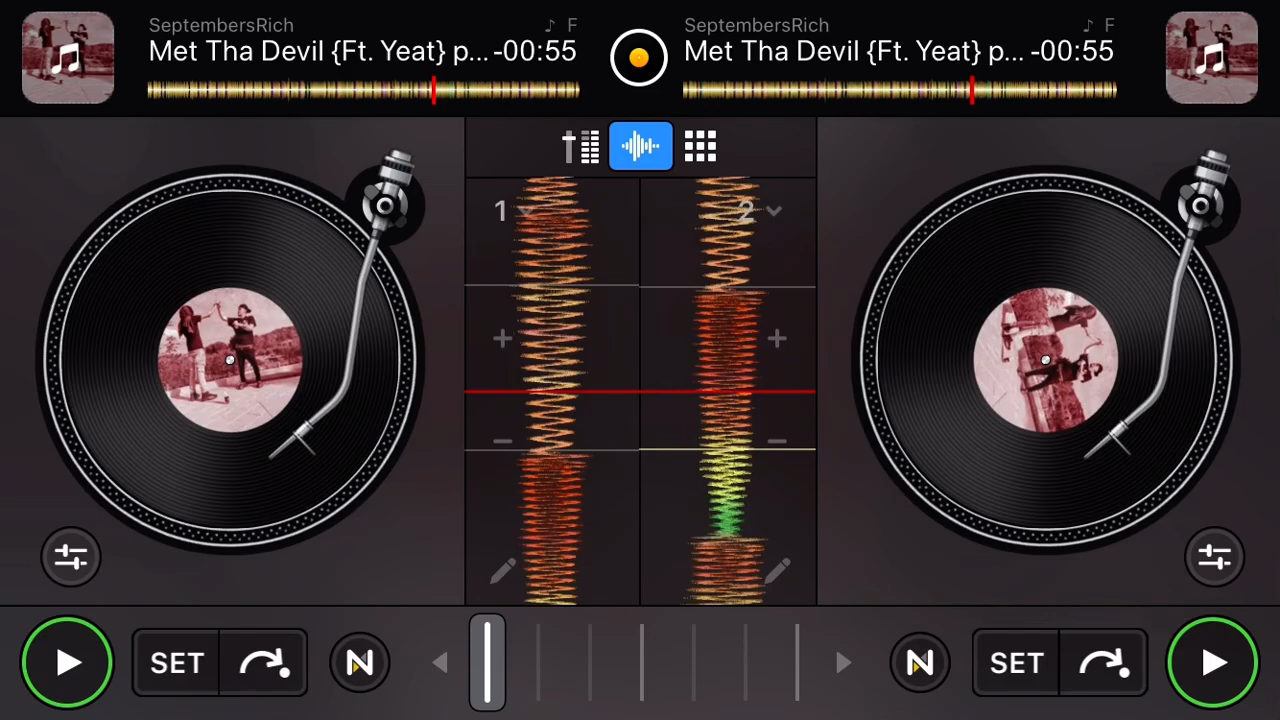 SeptembersRich
♪ F
Met Tha Devil {Ft. Yeat} p... -00:55
SeptembersRich
♪ F
Met Tha Devil {Ft. Yeat} p... -00:55
1
2
+
+
−
−
SET
N
N
SET